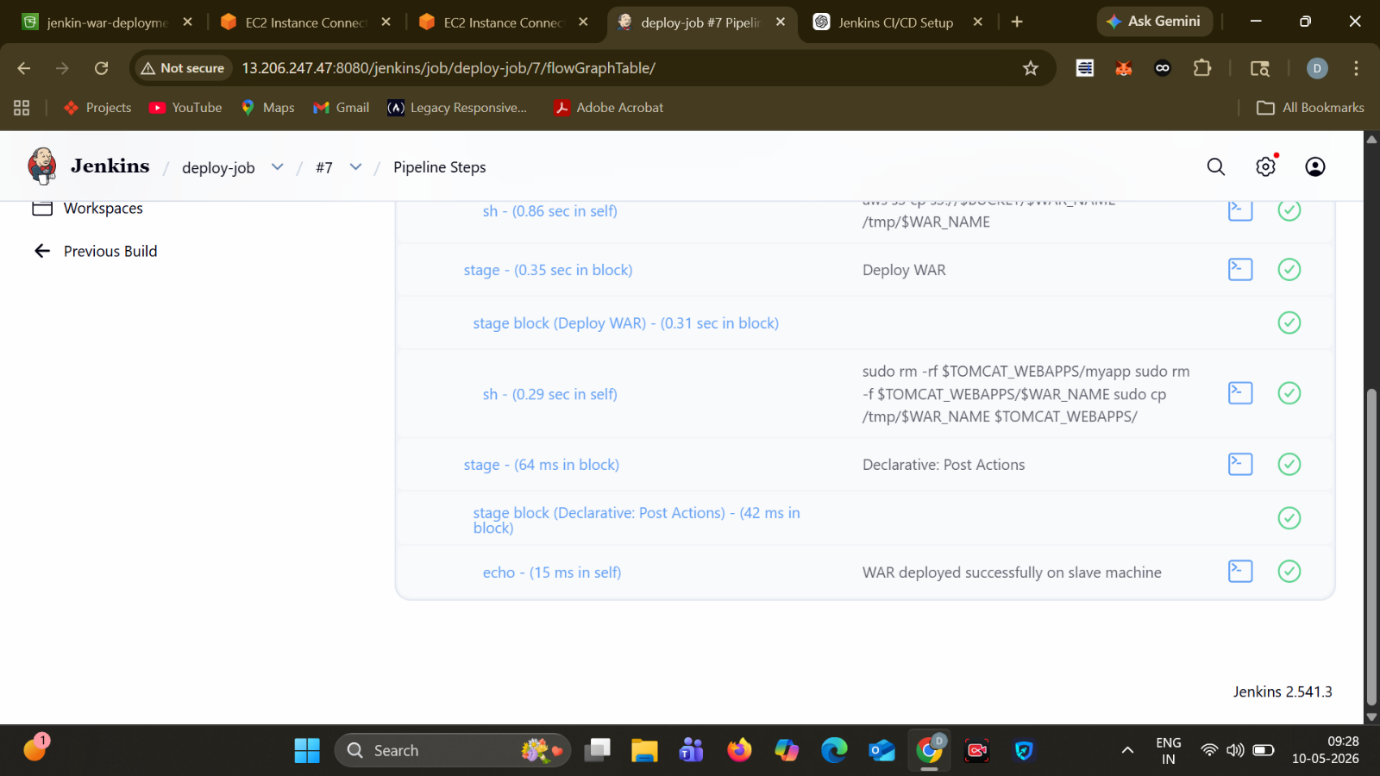 jenkin-war-deployme
EC2 Instance Connec
EC2 Instance Connec
deploy-job #7 Pipelin
Jenkins CI/CD Setup
Ask Gemini
Not secure
13.206.247.47:8080/jenkins/job/deploy-job/7/flowGraphTable/
D
Projects
YouTube
Maps
Gmail
Legacy Responsive...
Adobe Acrobat
All Bookmarks
Jenkins / deploy-job / #7 / Pipeline Steps
Workspaces
Previous Build
sh - (0.86 sec in self)
aws s3 cp s3://$BUCKET/$WAR_NAME
/tmp/$WAR_NAME
stage - (0.35 sec in block)
Deploy WAR
stage block (Deploy WAR) - (0.31 sec in block)
sh - (0.29 sec in self)
sudo rm -rf $TOMCAT_WEBAPPS/myapp sudo rm
-f $TOMCAT_WEBAPPS/$WAR_NAME sudo cp
/tmp/$WAR_NAME $TOMCAT_WEBAPPS/
stage - (64 ms in block)
Declarative: Post Actions
stage block (Declarative: Post Actions) - (42 ms in
block)
echo - (15 ms in self)
WAR deployed successfully on slave machine
Jenkins 2.541.3
1
Search
D
ENG
IN
09:28
10-05-2026